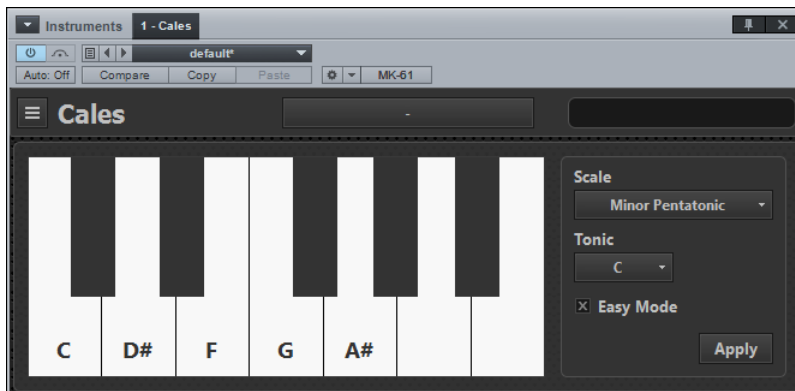 Instruments 1 - Cales
default*
Auto: Off Compare Copy Paste MK-61
Cales -
Scale
Minor Pentatonic
Tonic
C
Easy Mode
Apply
C D# F G A#